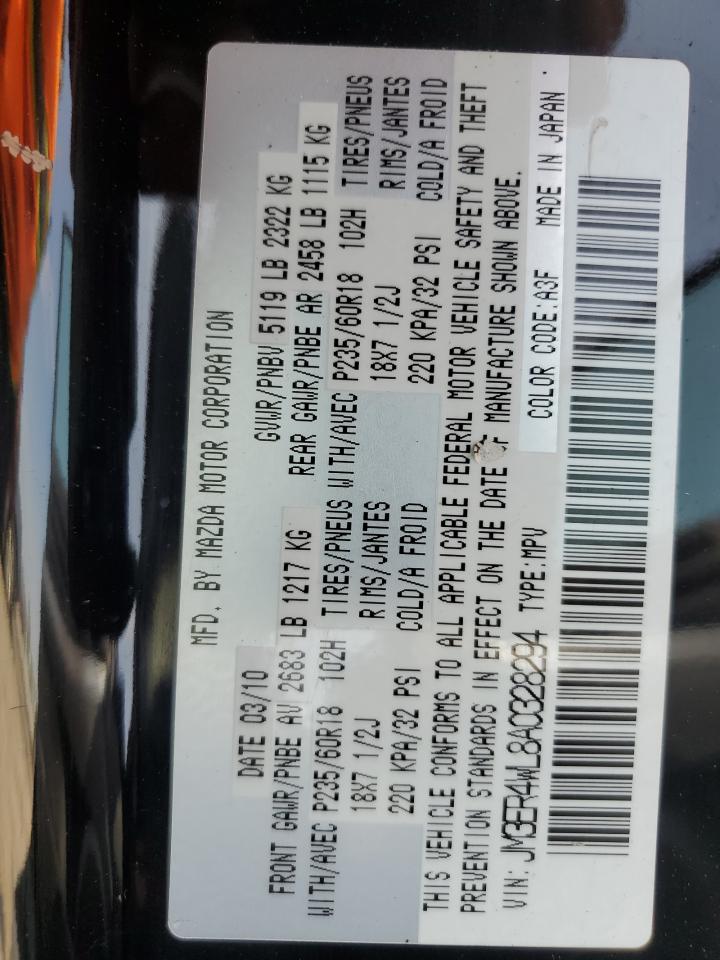 MFD. BY MAZDA MOTOR CORPORATION
DATE 03/10 GVWR/PNBV 5119 LB 2322 KG
FRONT GAWR/PNBE AV 2683 LB 1217 KG REAR GAWR/PNBE AR 2458 LB 1115 KG
WITH/AVEC P235/60R18 102H TIRES/PNEUS WITH/AVEC P235/60R18 102H TIRES/PNEUS
18X7 1/2J RIMS/JANTES 18X7 1/2J RIMS/JANTES
220 KPA/32 PSI COLD/A FROID 220 KPA/32 PSI COLD/A FROID
THIS VEHICLE CONFORMS TO ALL APPLICABLE FEDERAL MOTOR VEHICLE SAFETY AND THEFT
PREVENTION STANDARDS IN EFFECT ON THE DATE OF MANUFACTURE SHOWN ABOVE.
VIN: JM3ER4WL8A0328294 TYPE:MPV COLOR CODE:A3F MADE IN JAPAN